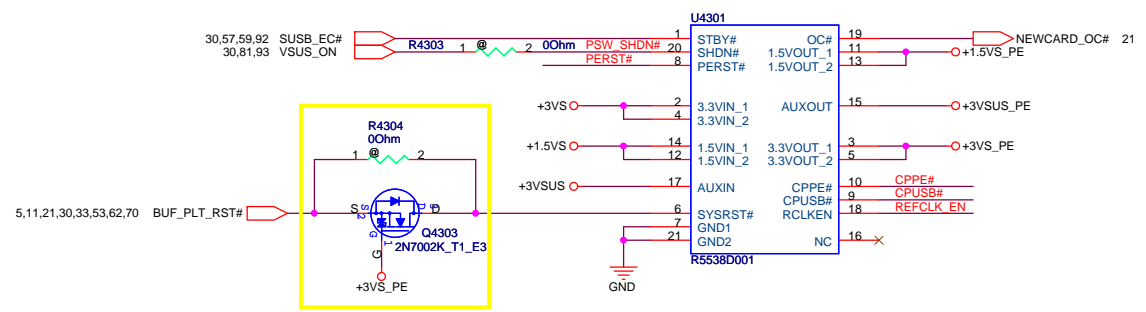 U4301
30,57,59,92 SUSB_EC#
30,81,93 VSUS_ON
R4303
1 @ 2
0Ohm
PSW_SHDN#
PERST#
1 STBY#
20 SHDN#
8 PERST#
OC# 19
1.5VOUT_1 11
1.5VOUT_2 13
NEWCARD_OC# 21
+1.5VS_PE
+3VS
2 3.3VIN_1
4 3.3VIN_2
AUXOUT 15
+3VSUS_PE
+1.5VS
14 1.5VIN_1
12 1.5VIN_2
3.3VOUT_1 3
3.3VOUT_2 5
+3VS_PE
+3VSUS
17 AUXIN
CPPE# 10 CPPE#
CPUSB# 9 CPUSB#
RCLKEN 18 REFCLK_EN
R4304
0Ohm
1 @ 2
5,11,21,30,33,53,62,70 BUF_PLT_RST#
S S 2
3 D D
G 1
G
Q4303
2N7002K_T1_E3
+3VS_PE
6 SYSRST#
7 GND1
21 GND2
NC 16
R5538D001
GND